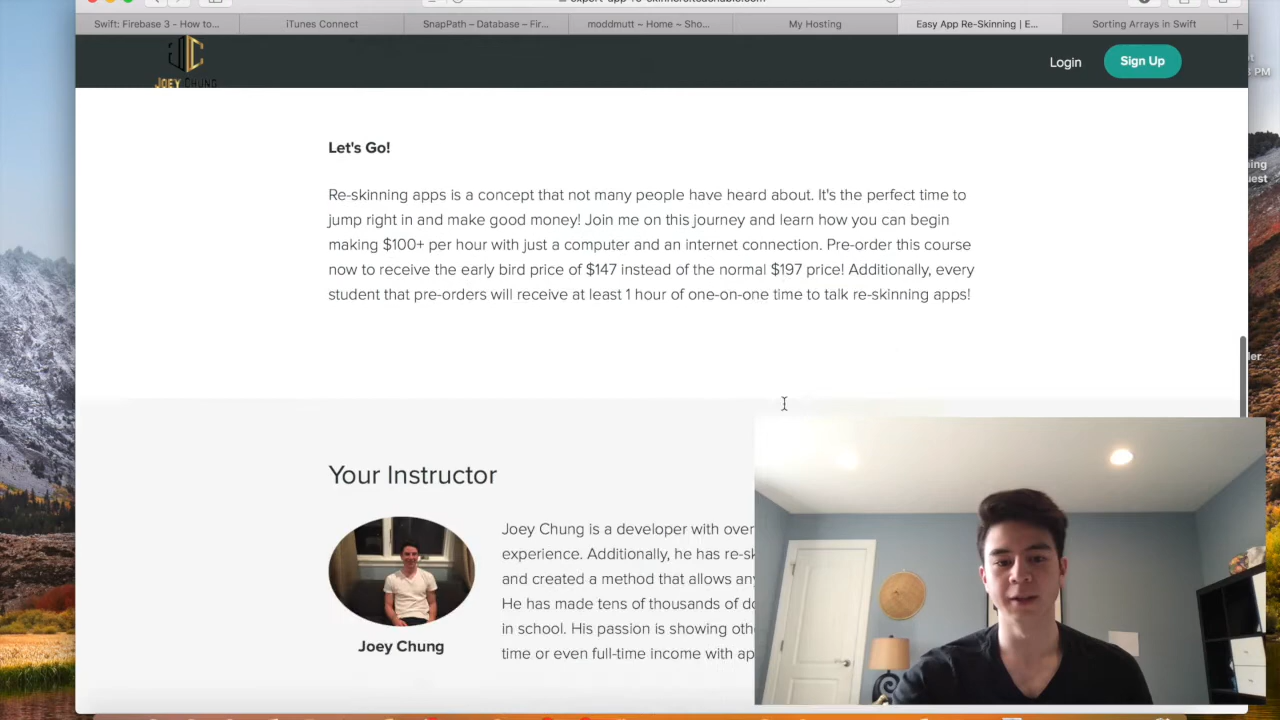 Swift: Firebase 3 - How to...
iTunes Connect
SnapPath – Database – Fir...
moddmutt ~ Home ~ Sho...
My Hosting
Easy App Re-Skinning | E...
Sorting Arrays in Swift
JOEY CHUNG
Login
Sign Up
PM
Let's Go!
Re-skinning apps is a concept that not many people have heard about. It's the perfect time to
jump right in and make good money! Join me on this journey and learn how you can begin
making $100+ per hour with just a computer and an internet connection. Pre-order this course
now to receive the early bird price of $147 instead of the normal $197 price! Additionally, every
student that pre-orders will receive at least 1 hour of one-on-one time to talk re-skinning apps!
Your Instructor
Joey Chung is a developer with over
experience. Additionally, he has re-sk
and created a method that allows any
He has made tens of thousands of do
in school. His passion is showing oth
time or even full-time income with ap
Joey Chung